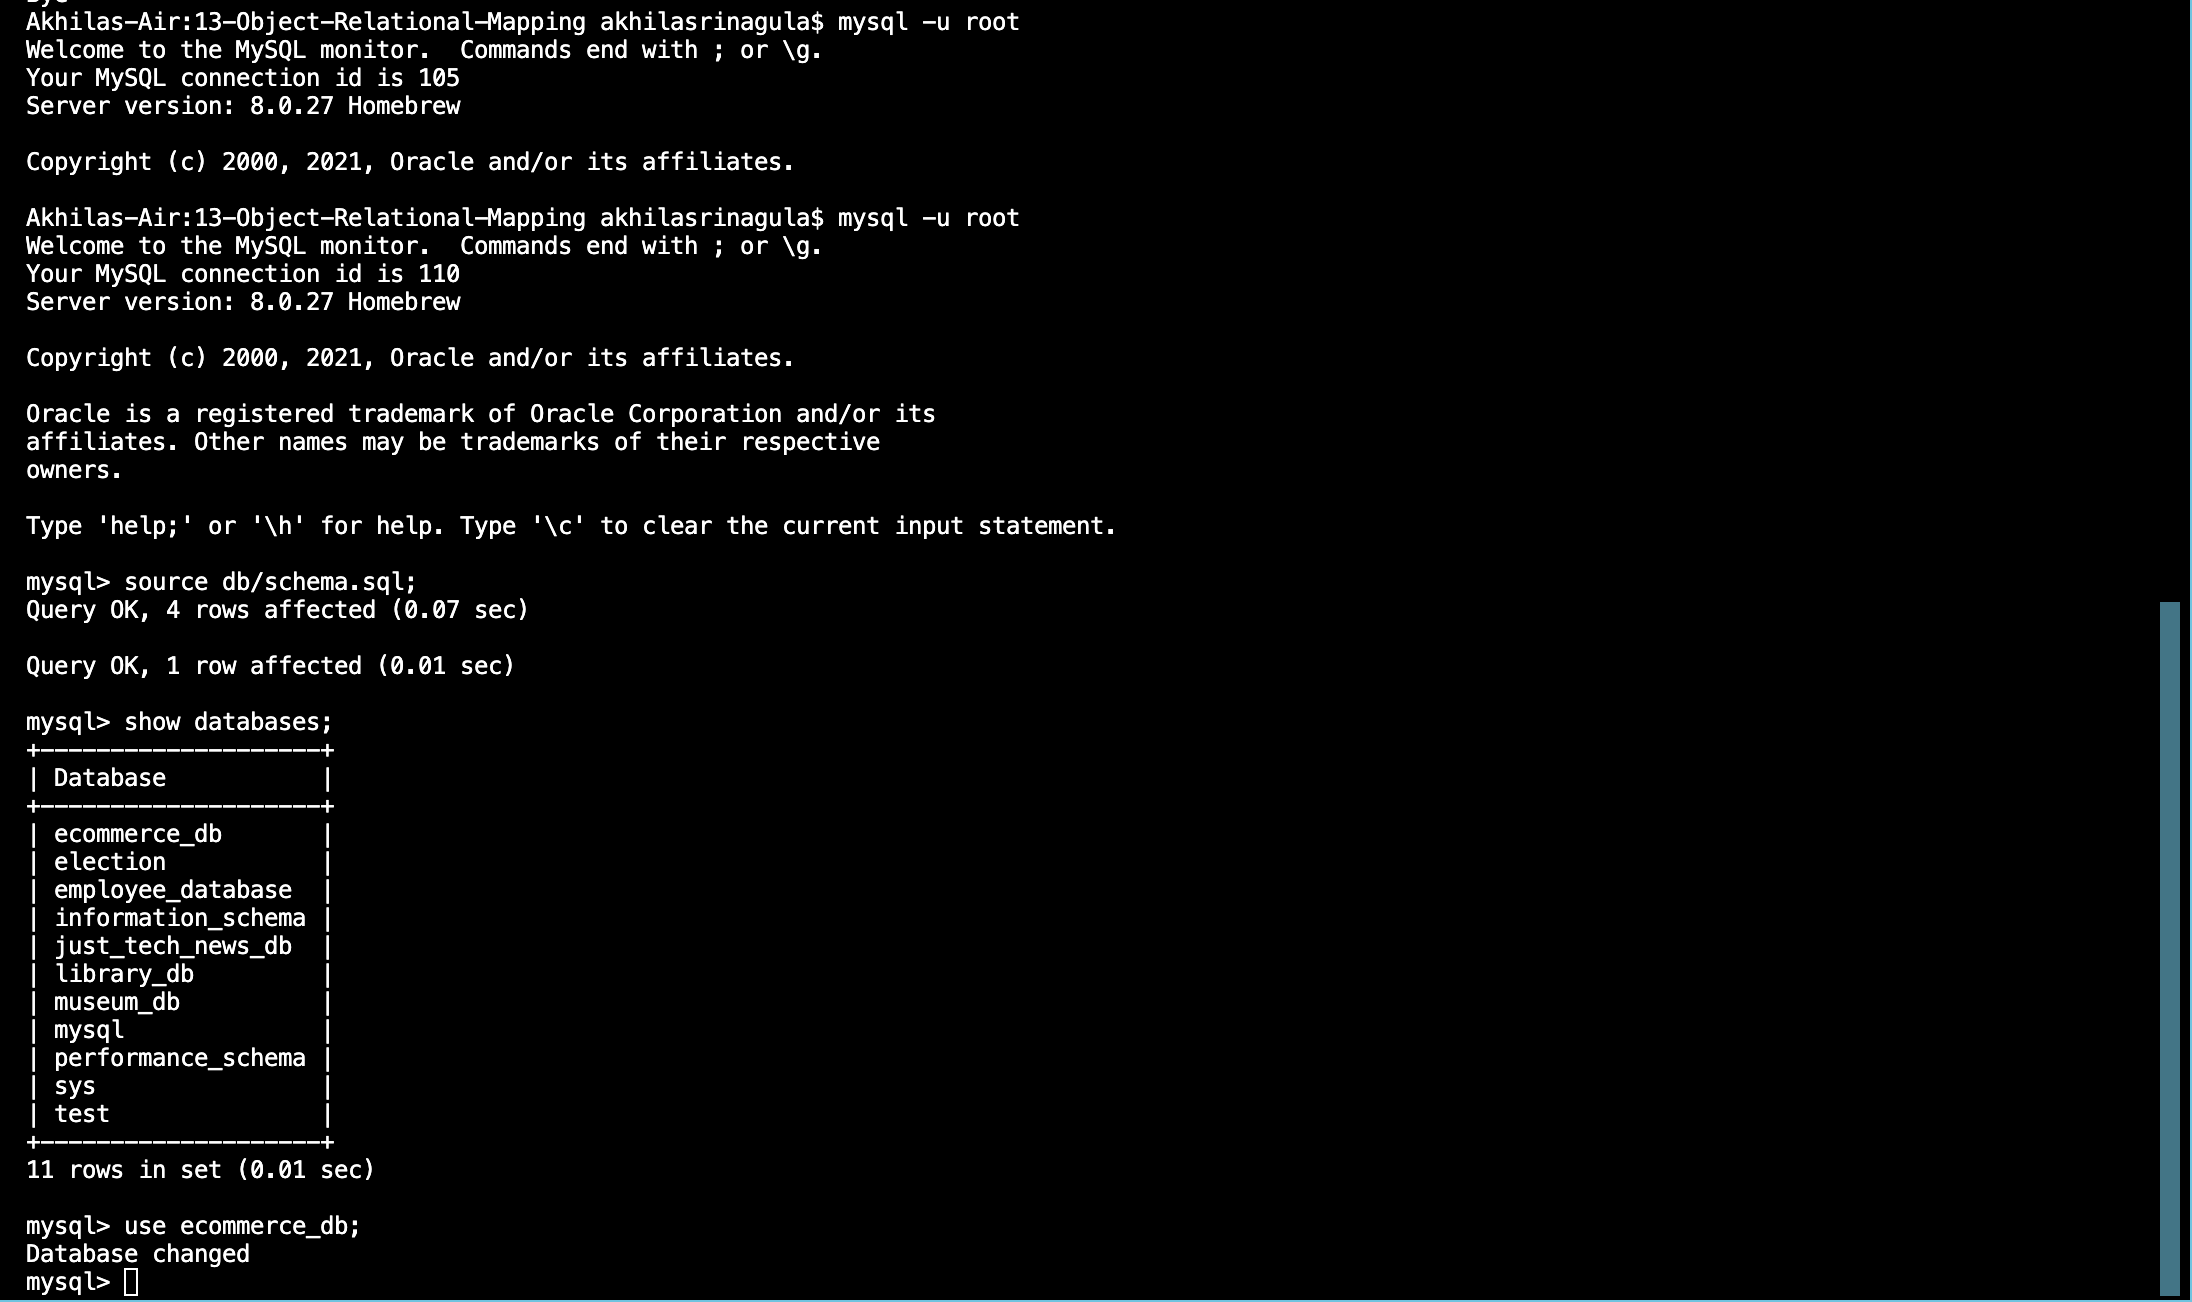 Akhilas-Air:13-Object-Relational-Mapping akhilasrinagula$ mysql -u root
Welcome to the MySQL monitor.  Commands end with ; or \g.
Your MySQL connection id is 105
Server version: 8.0.27 Homebrew

Copyright (c) 2000, 2021, Oracle and/or its affiliates.

Akhilas-Air:13-Object-Relational-Mapping akhilasrinagula$ mysql -u root
Welcome to the MySQL monitor.  Commands end with ; or \g.
Your MySQL connection id is 110
Server version: 8.0.27 Homebrew

Copyright (c) 2000, 2021, Oracle and/or its affiliates.

Oracle is a registered trademark of Oracle Corporation and/or its
affiliates. Other names may be trademarks of their respective
owners.

Type 'help;' or '\h' for help. Type '\c' to clear the current input statement.

mysql> source db/schema.sql;
Query OK, 4 rows affected (0.07 sec)

Query OK, 1 row affected (0.01 sec)

mysql> show databases;
+--------------------+
| Database           |
+--------------------+
| ecommerce_db       |
| election           |
| employee_database  |
| information_schema |
| just_tech_news_db  |
| library_db         |
| museum_db          |
| mysql              |
| performance_schema |
| sys                |
| test               |
+--------------------+
11 rows in set (0.01 sec)

mysql> use ecommerce_db;
Database changed
mysql>